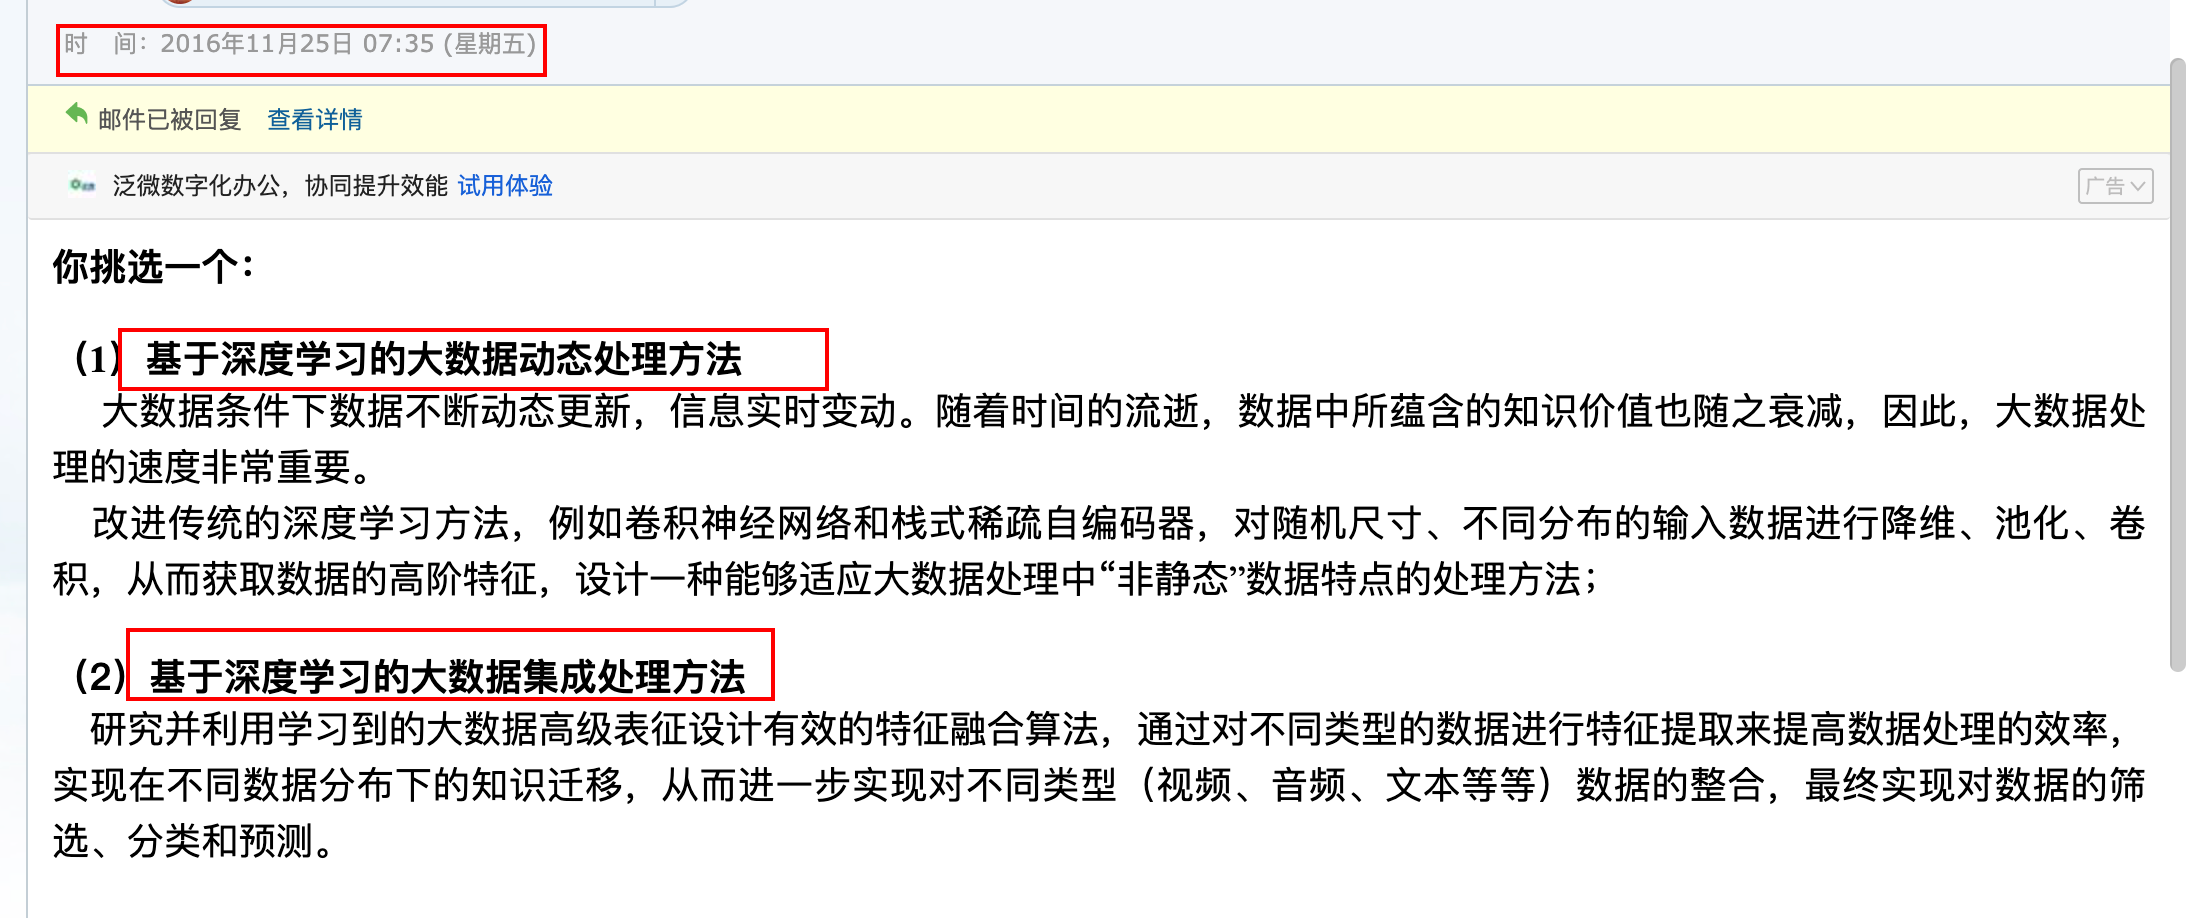 时 间：2016年11月25日 07:35 (星期五)
邮件已被回复 查看详情
泛微数字化办公，协同提升效能 试用体验
广告
你挑选一个：
（1）基于深度学习的大数据动态处理方法
大数据条件下数据不断动态更新，信息实时变动。随着时间的流逝，数据中所蕴含的知识价值也随之衰减，因此，大数据处
理的速度非常重要。
改进传统的深度学习方法，例如卷积神经网络和栈式稀疏自编码器，对随机尺寸、不同分布的输入数据进行降维、池化、卷
积，从而获取数据的高阶特征，设计一种能够适应大数据处理中“非静态”数据特点的处理方法；
（2）基于深度学习的大数据集成处理方法
研究并利用学习到的大数据高级表征设计有效的特征融合算法，通过对不同类型的数据进行特征提取来提高数据处理的效率，
实现在不同数据分布下的知识迁移，从而进一步实现对不同类型（视频、音频、文本等等）数据的整合，最终实现对数据的筛
选、分类和预测。